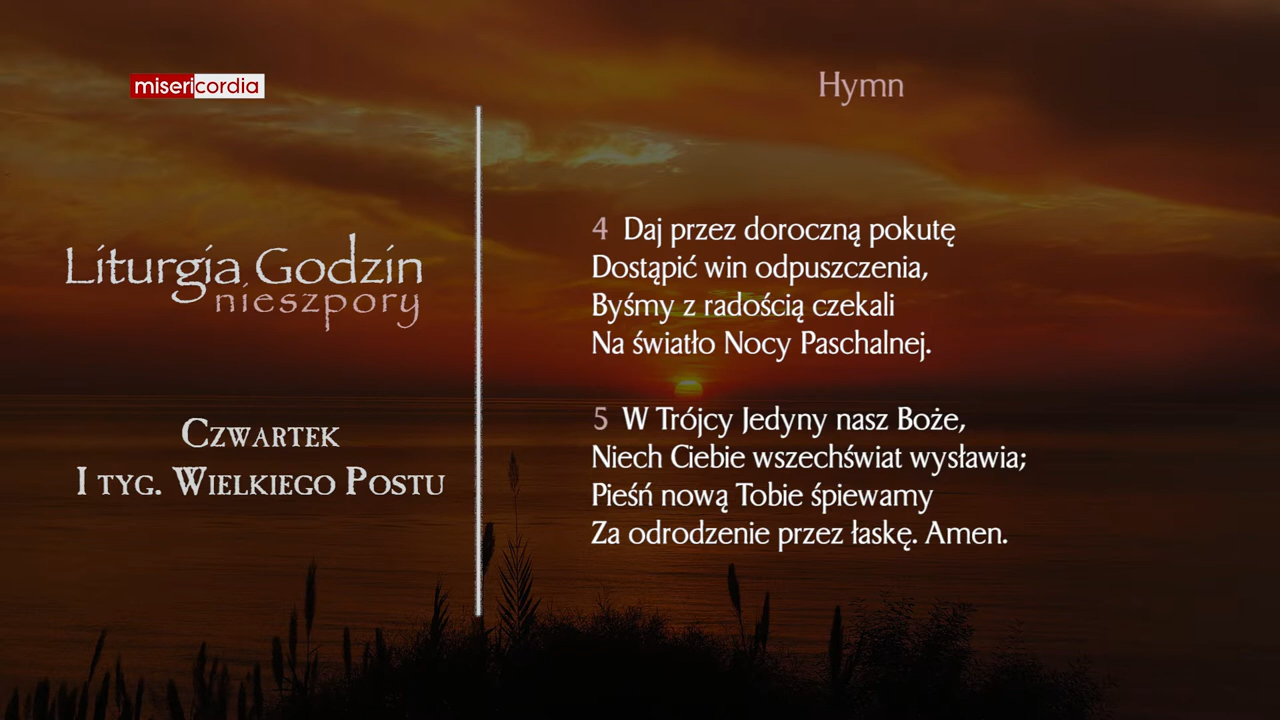 misericordia
Liturgia Godzin
nieszpory
Czwartek
I tyg. Wielkiego Postu
Hymn
4 Daj przez doroczną pokutę
Dostąpić win odpuszczenia,
Byśmy z radością czekali
Na światło Nocy Paschalnej.
5 W Trójcy Jedyny nasz Boże,
Niech Ciebie wszechświat wysławia;
Pieśń nową Tobie śpiewamy
Za odrodzenie przez łaskę. Amen.